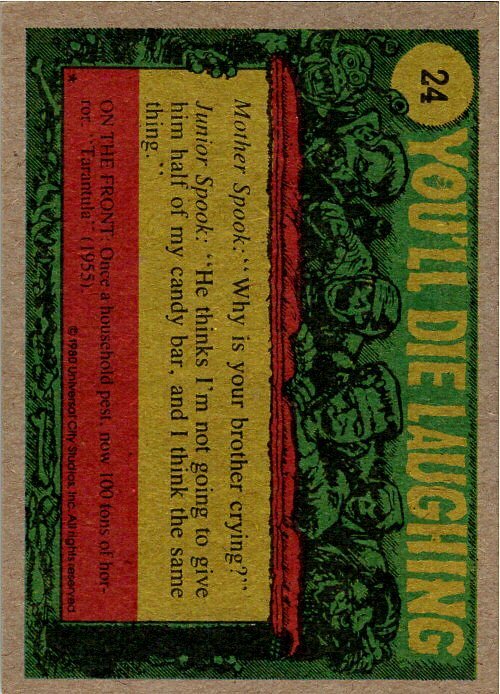 24
YOU'LL DIE LAUGHING
Mother Spook: "Why is your brother crying?"
Junior Spook: "He thinks I'm not going to give
him half of my candy bar, and I think the same
thing."
ON THE FRONT: Once a household pest, now 100 tons of hor-
ror. "Tarantula" (1955).
* © 1980 Universal City Studios, Inc. All rights reserved.